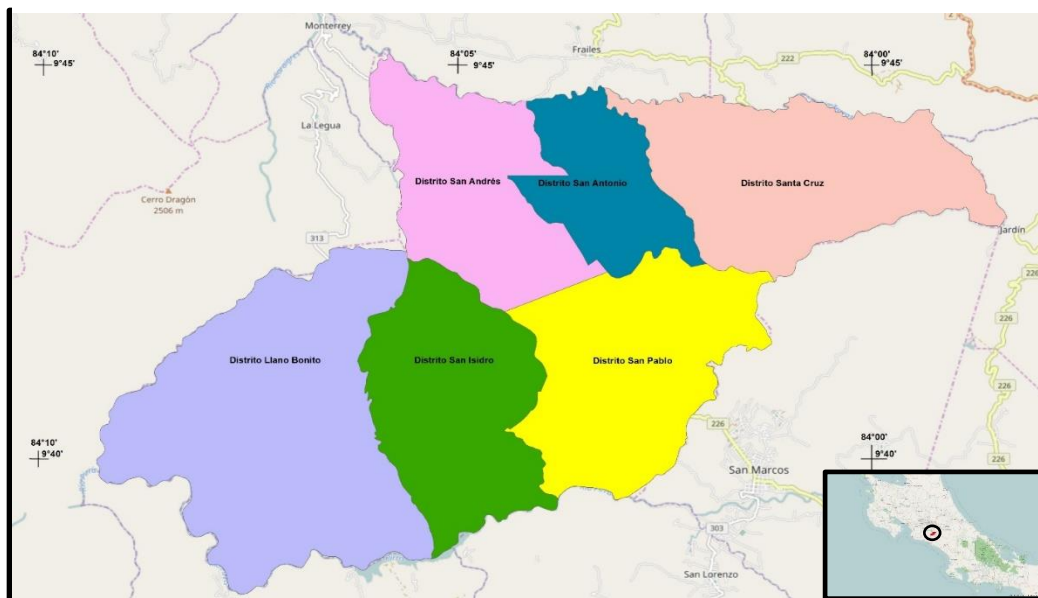 Monterrey
Frailes
84°10'
9°45'
84°05'
9°45'
84°00'
9°45'
222
La Legua
Distrito San Andrés
Distrito San Antonio
Distrito Santa Cruz
Cerro Dragón
2506 m
313
Jardín
226
226
Distrito Llano Bonito
Distrito San Isidro
Distrito San Pablo
226
84°10'
9°40'
84°00'
9°40'
226
San Marcos
303
San Lorenzo